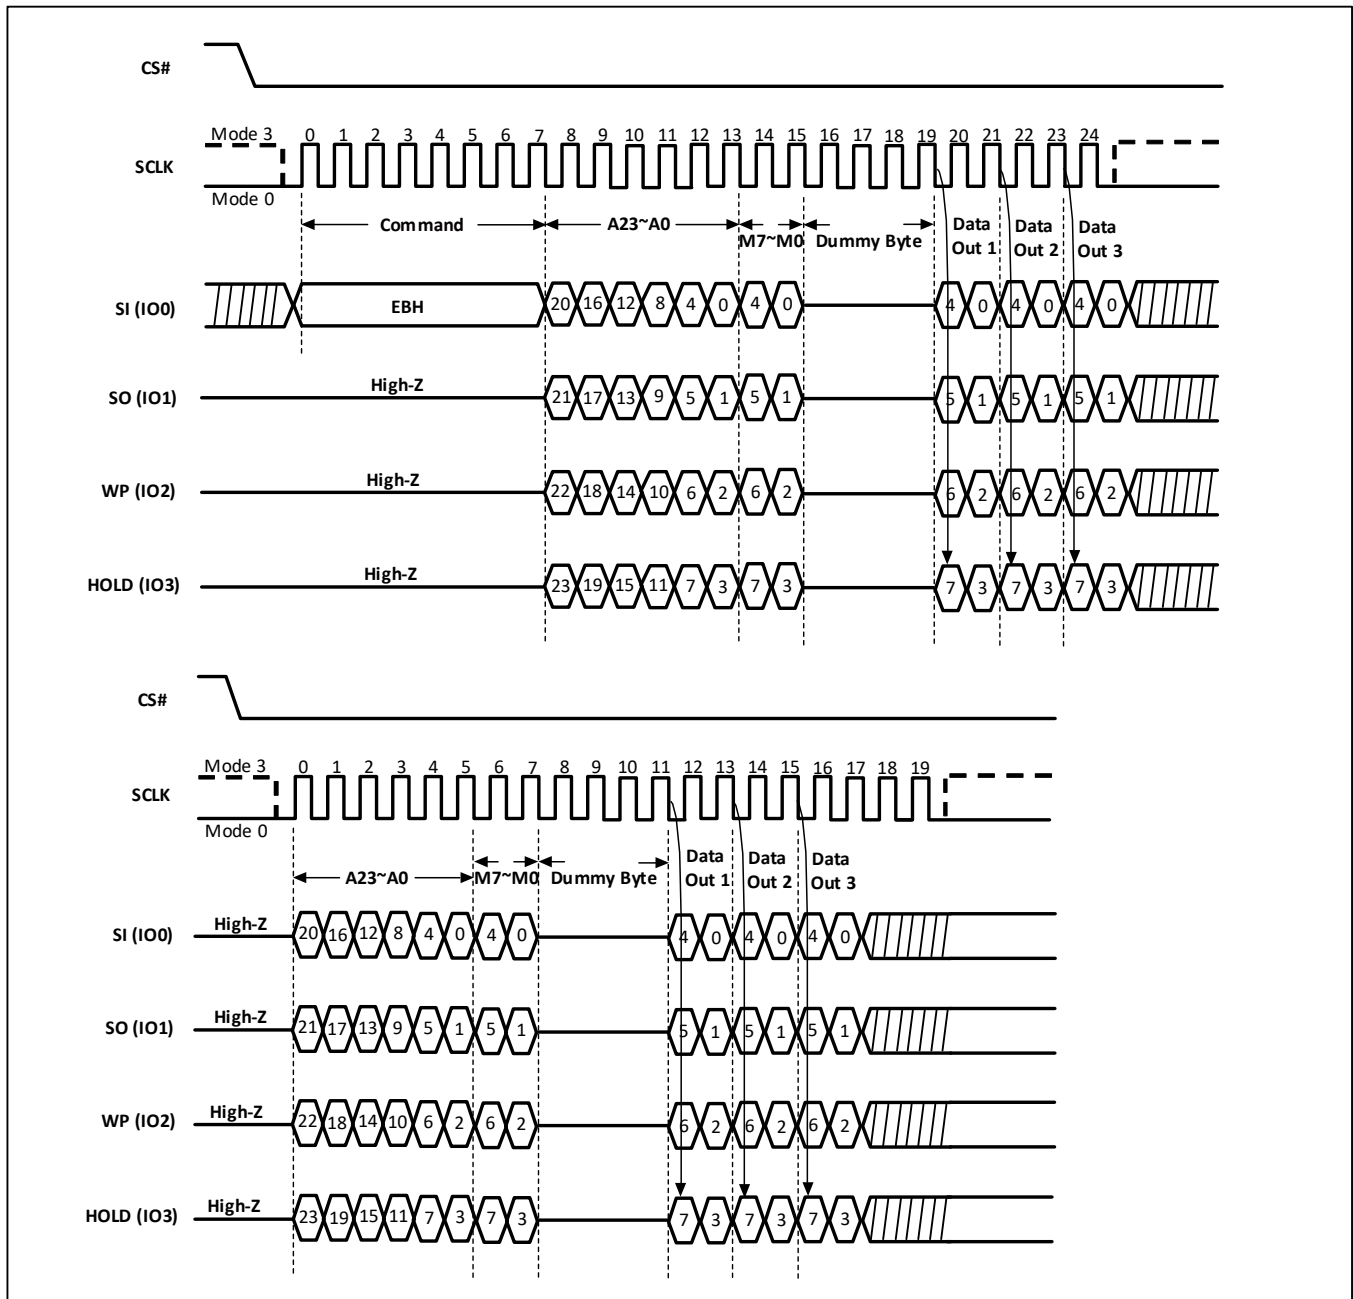 CS#
Mode 3 0 1 2 3 4 5 6 7 8 9 10 11 12 13 14 15 16 17 18 19 20 21 22 23 24
SCLK
Mode 0
Command A23~A0 M7~M0 Dummy Byte Data Out 1 Data Out 2 Data Out 3
SI (IO0) EBH 20 16 12 8 4 0 4 0 4 0 4 0 4 0
SO (IO1) High-Z 21 17 13 9 5 1 5 1 5 1 5 1 5 1
WP (IO2) High-Z 22 18 14 10 6 2 6 2 6 2 6 2 6 2
HOLD (IO3) High-Z 23 19 15 11 7 3 7 3 7 3 7 3 7 3
CS#
Mode 3 0 1 2 3 4 5 6 7 8 9 10 11 12 13 14 15 16 17 18 19
SCLK
Mode 0
A23~A0 M7~M0 Dummy Byte Data Out 1 Data Out 2 Data Out 3
SI (IO0) High-Z 20 16 12 8 4 0 4 0 4 0 4 0 4 0
SO (IO1) High-Z 21 17 13 9 5 1 5 1 5 1 5 1 5 1
WP (IO2) High-Z 22 18 14 10 6 2 6 2 6 2 6 2 6 2
HOLD (IO3) High-Z 23 19 15 11 7 3 7 3 7 3 7 3 7 3